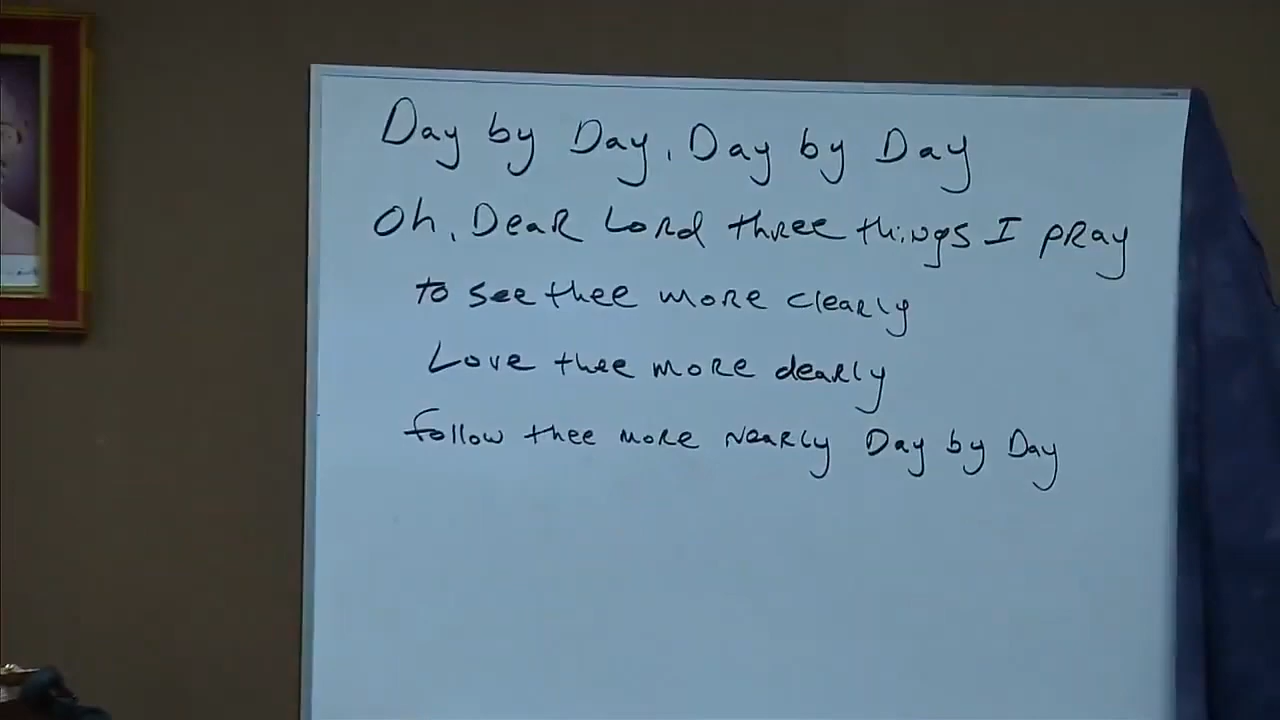 Day by Day, Day by Day
Oh, Dear Lord three things I pray
to see thee more clearly
Love thee more dearly
follow thee more nearly Day by Day